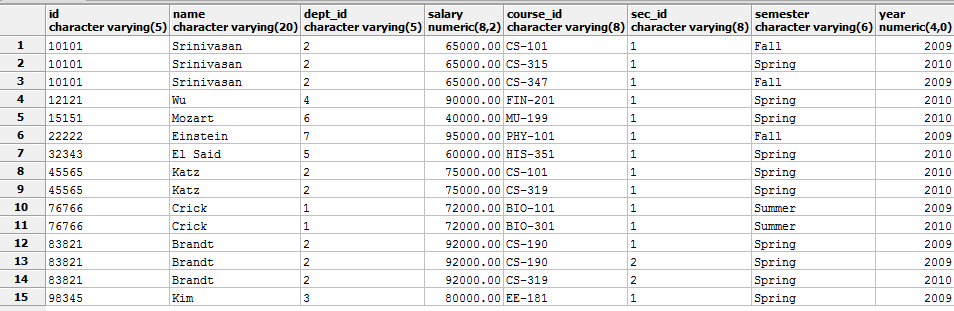 id name dept_id salary course_id sec_id semester year
character varying(5) character varying(20) character varying(5) numeric(8,2) character varying(8) character varying(8) character varying(6) numeric(4,0)
1 10101 Srinivasan 2 65000.00 CS-101 1 Fall 2009
2 10101 Srinivasan 2 65000.00 CS-315 1 Spring 2010
3 10101 Srinivasan 2 65000.00 CS-347 1 Fall 2009
4 12121 Wu 4 90000.00 FIN-201 1 Spring 2010
5 15151 Mozart 6 40000.00 MU-199 1 Spring 2010
6 22222 Einstein 7 95000.00 PHY-101 1 Fall 2009
7 32343 El Said 5 60000.00 HIS-351 1 Spring 2010
8 45565 Katz 2 75000.00 CS-101 1 Spring 2010
9 45565 Katz 2 75000.00 CS-319 1 Spring 2010
10 76766 Crick 1 72000.00 BIO-101 1 Summer 2009
11 76766 Crick 1 72000.00 BIO-301 1 Summer 2010
12 83821 Brandt 2 92000.00 CS-190 1 Spring 2009
13 83821 Brandt 2 92000.00 CS-190 2 Spring 2009
14 83821 Brandt 2 92000.00 CS-319 2 Spring 2010
15 98345 Kim 3 80000.00 EE-181 1 Spring 2009